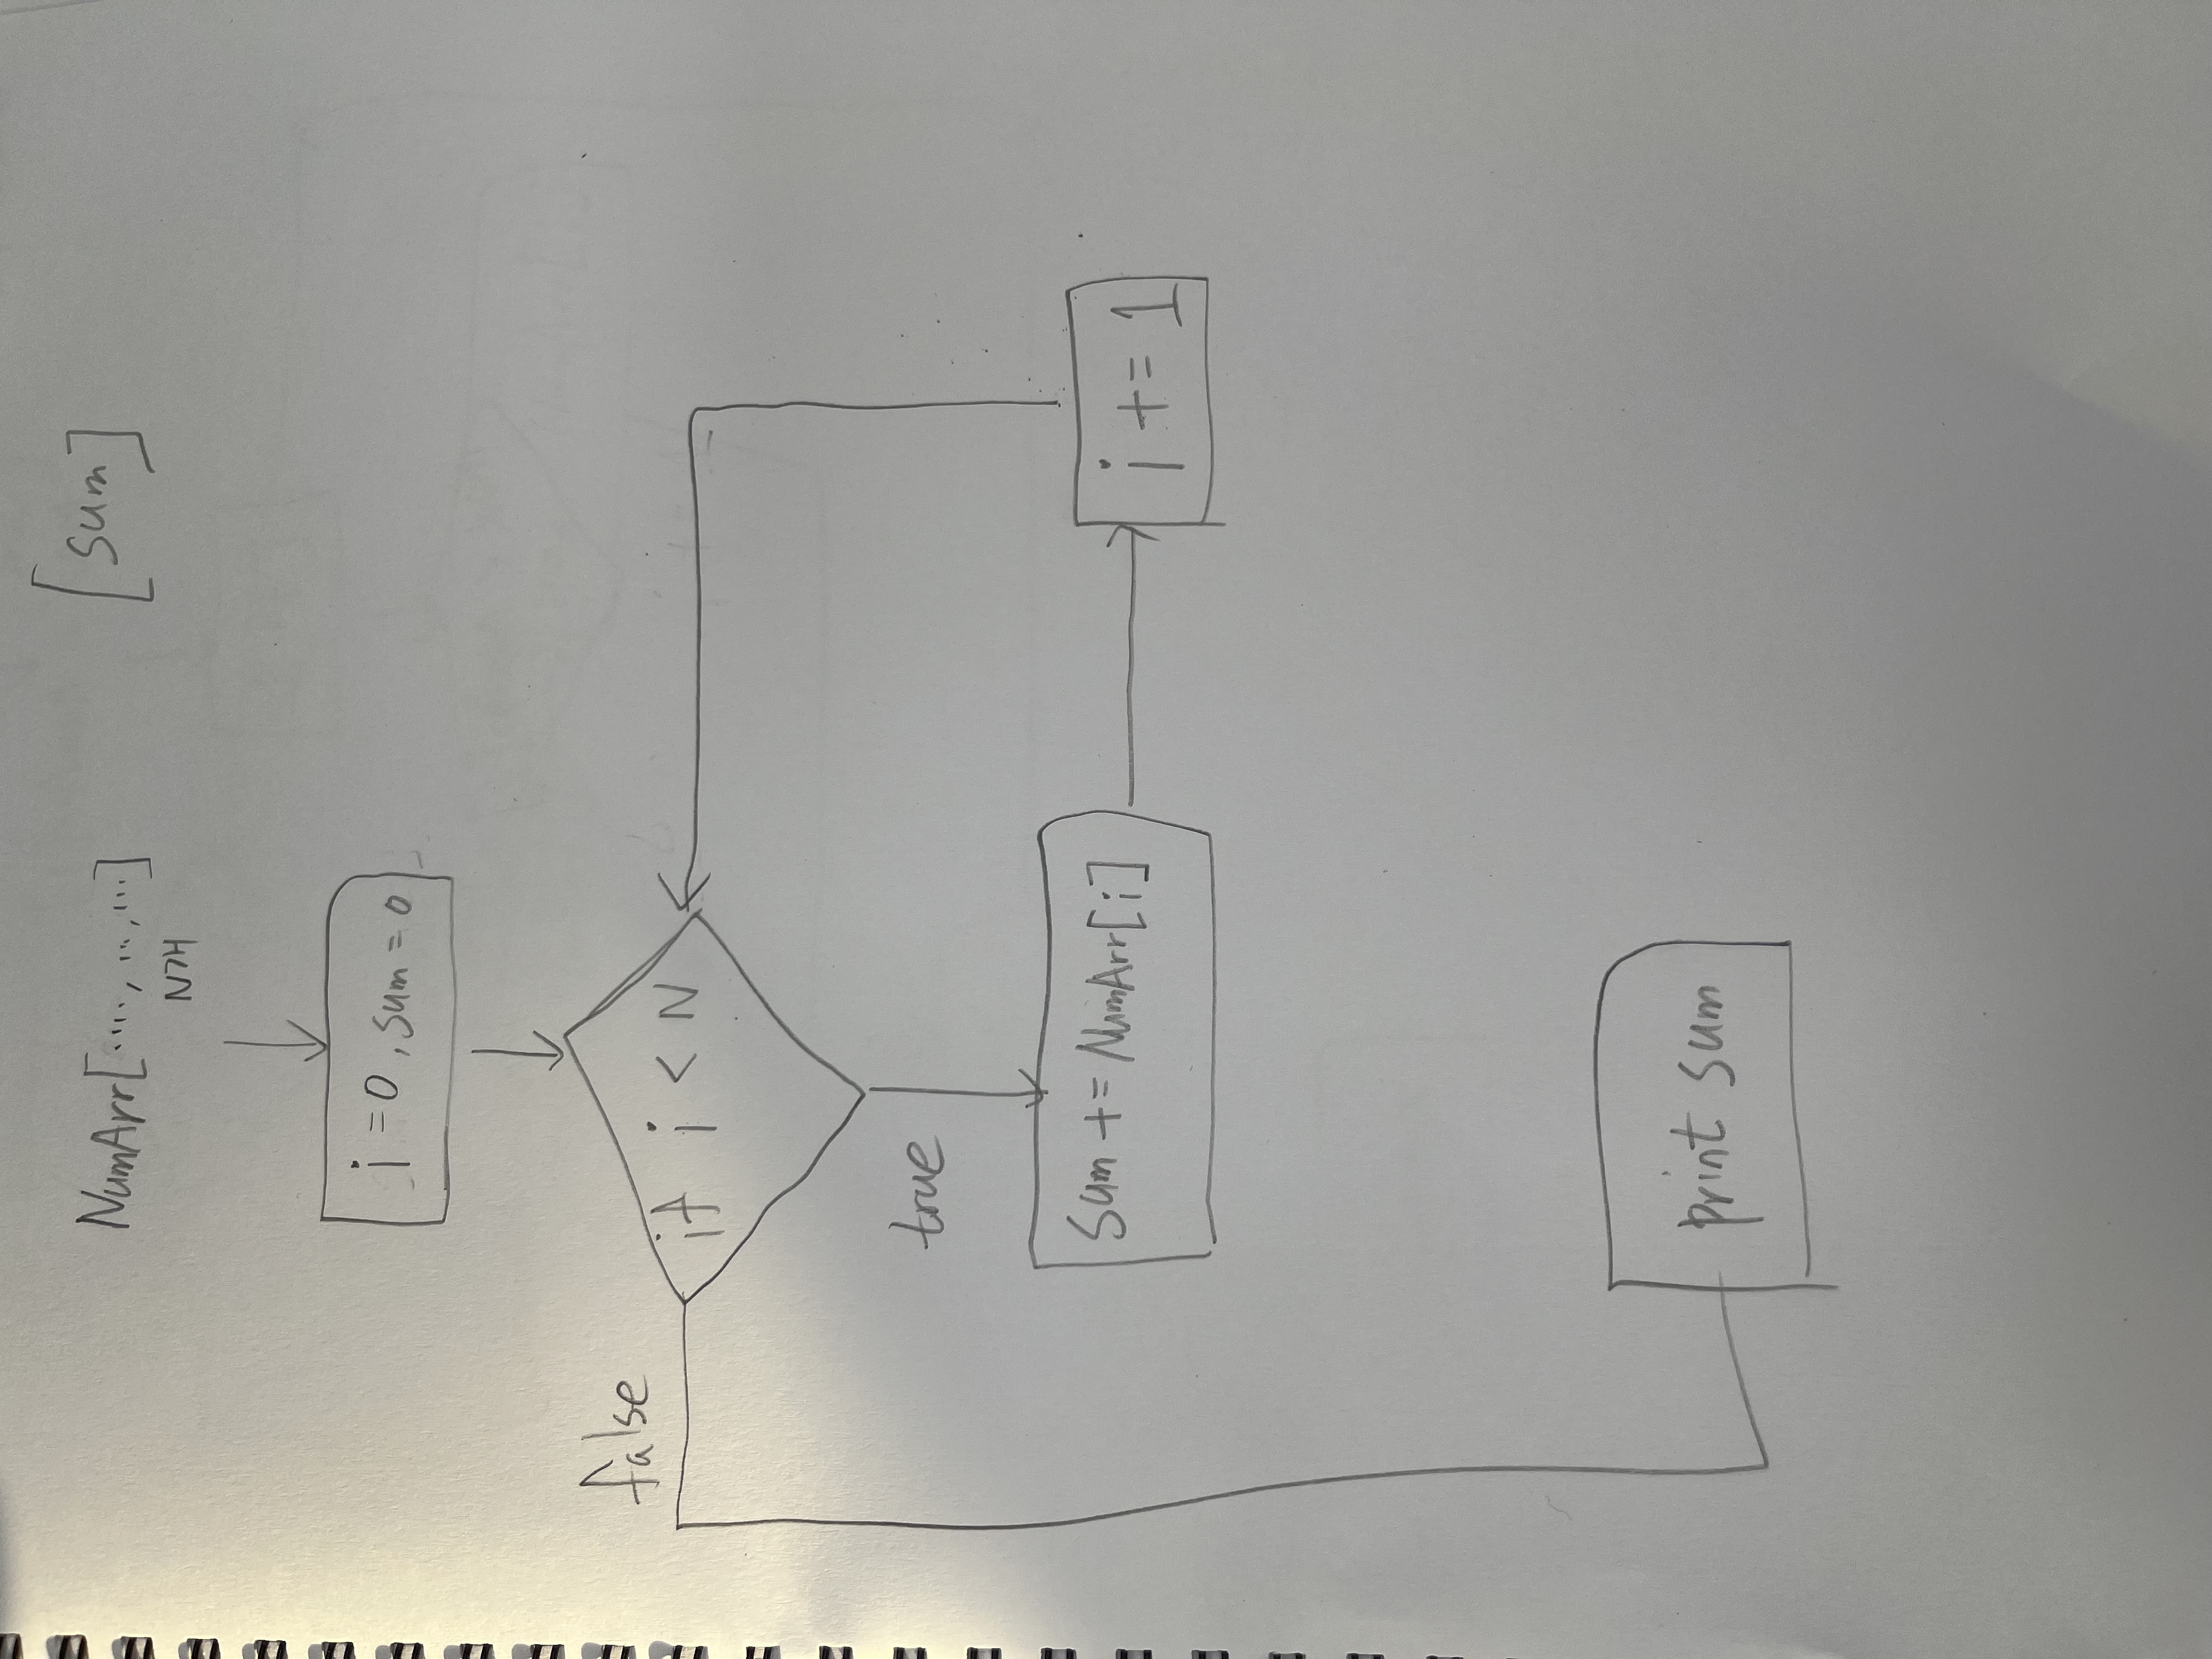 NumArr[...., ..., ...]
N개
[sum]
i = 0, sum = 0
if i < N
false
true
sum += NumArr[i]
i += 1
print sum